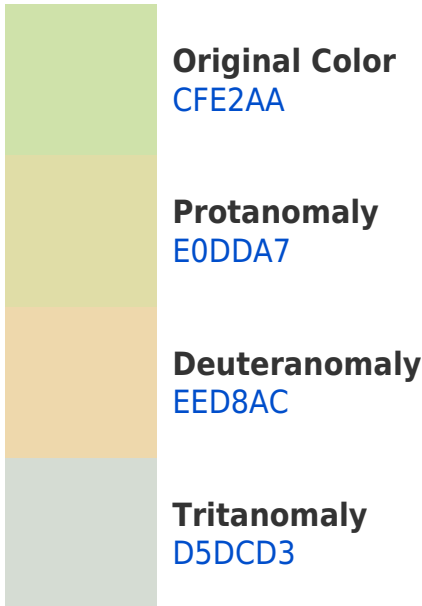 Original Color
CFE2AA
Protanomaly
E0DDA7
Deuteranomaly
EED8AC
Tritanomaly
D5DCD3